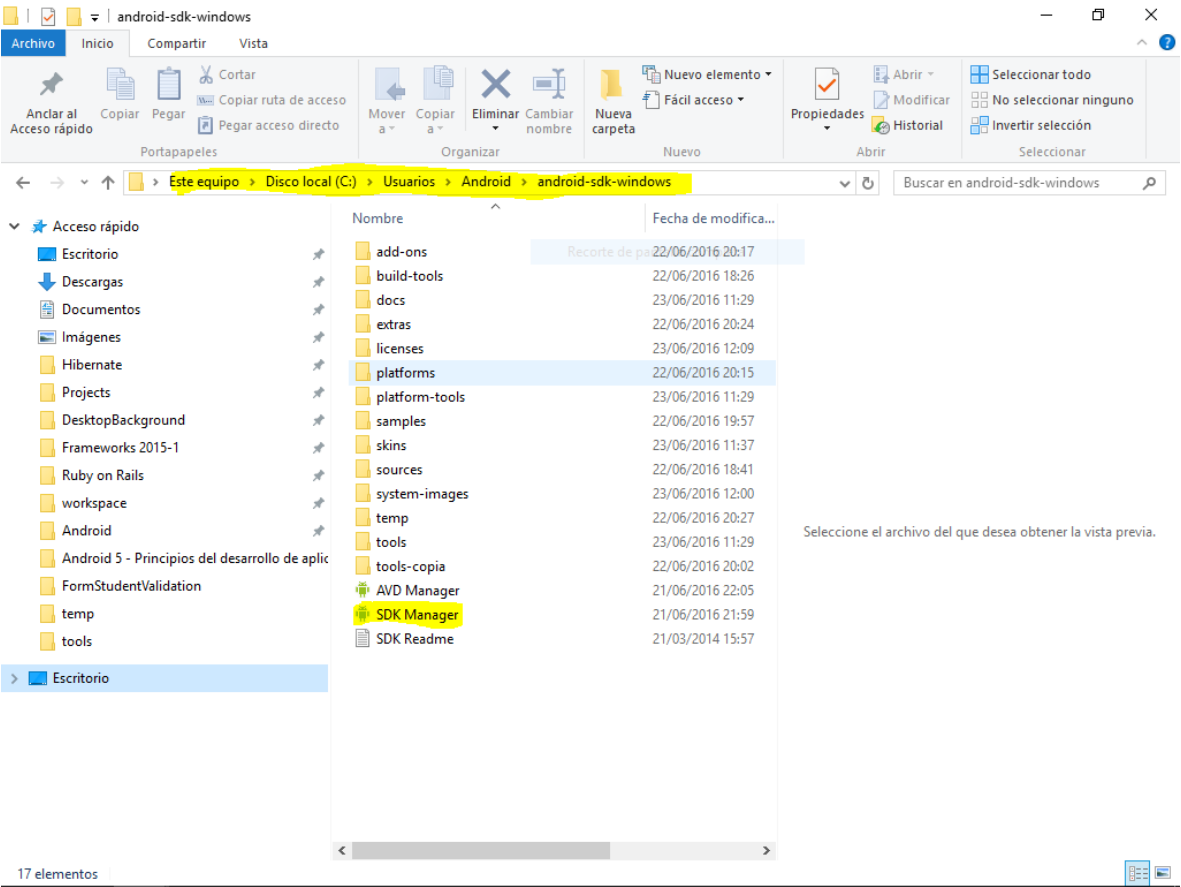 android-sdk-windows
Archivo Inicio Compartir Vista
Anclar al Acceso rápido
Copiar
Pegar
Cortar
Copiar ruta de acceso
Pegar acceso directo
Portapapeles
Mover a
Copiar a
Eliminar
Cambiar nombre
Organizar
Nueva carpeta
Nuevo elemento
Fácil acceso
Nuevo
Propiedades
Abrir
Modificar
Historial
Abrir
Seleccionar todo
No seleccionar ninguno
Invertir selección
Seleccionar
Este equipo > Disco local (C:) > Usuarios > Android > android-sdk-windows
Buscar en android-sdk-windows
Acceso rápido
Escritorio
Descargas
Documentos
Imágenes
Hibernate
Projects
DesktopBackground
Frameworks 2015-1
Ruby on Rails
workspace
Android
Android 5 - Principios del desarrollo de aplic
FormStudentValidation
temp
tools
Escritorio
Nombre Fecha de modifica...
Recorte de
add-ons 22/06/2016 20:17
build-tools 22/06/2016 18:26
docs 23/06/2016 11:29
extras 22/06/2016 20:24
licenses 23/06/2016 12:09
platforms 22/06/2016 20:15
platform-tools 23/06/2016 11:29
samples 22/06/2016 19:57
skins 23/06/2016 11:37
sources 22/06/2016 18:41
system-images 23/06/2016 12:00
temp 22/06/2016 20:27
tools 23/06/2016 11:29
tools-copia 22/06/2016 20:02
AVD Manager 21/06/2016 22:05
SDK Manager 21/06/2016 21:59
SDK Readme 21/03/2014 15:57
Seleccione el archivo del que desea obtener la vista previa.
17 elementos